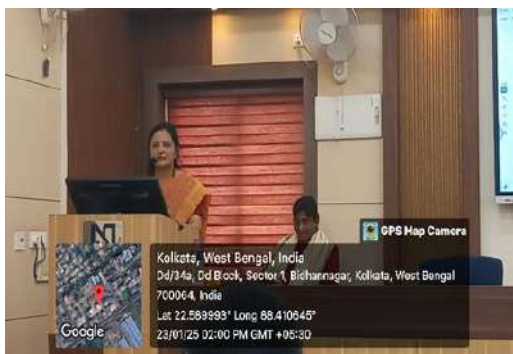 GPS Map Camera
Kolkata, West Bengal, India
Dd/34a, Dd Block, Sector 1, Bidhannagar, Kolkata, West Bengal
700064, India
Lat 22.589993° Long 88.410645°
23/01/25 02:00 PM GMT +05:30
Google